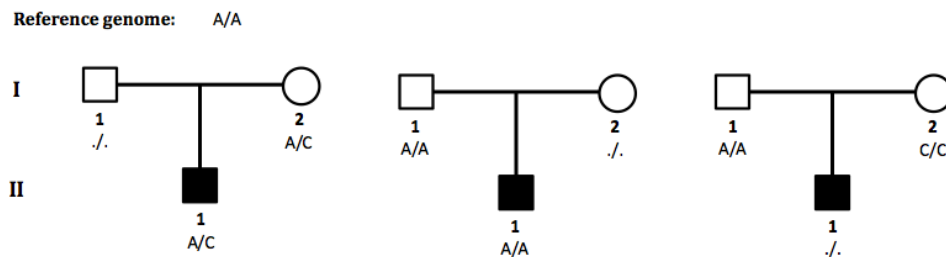 Reference genome: A/A
I
1 2 1 2 1 2
./. A/C A/A ./. A/A C/C
II
1 1 1
A/C A/A ./.